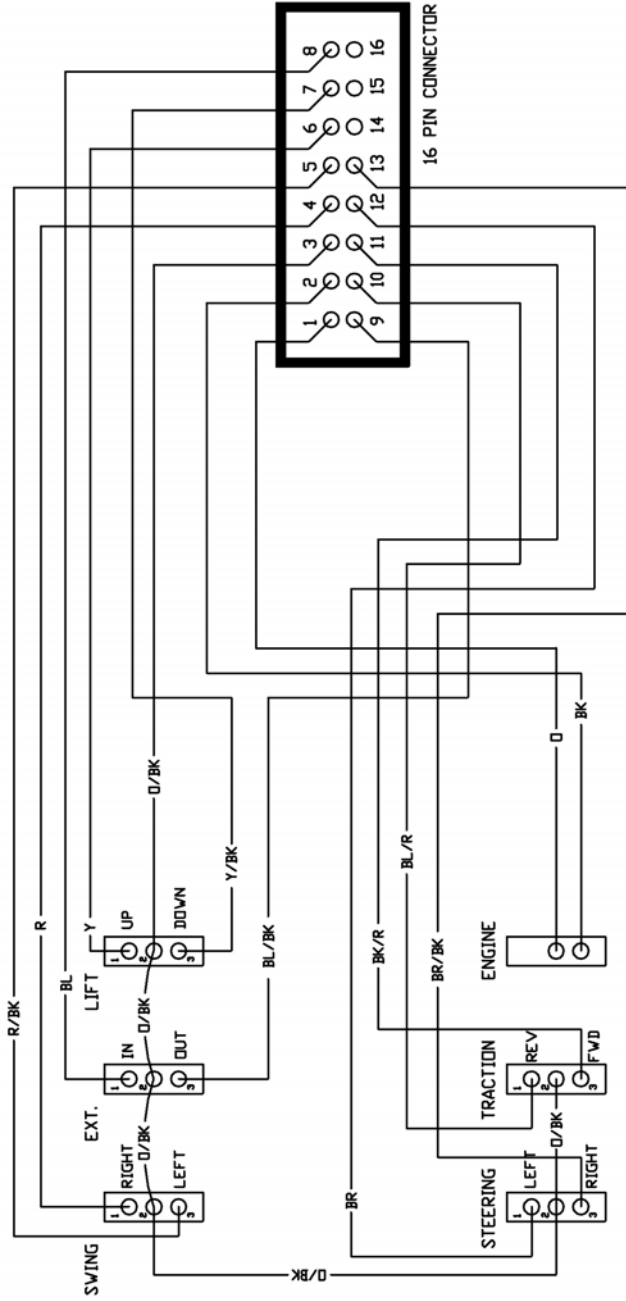 R/BK
R
BL
Y
SWING
EXT.
LIFT
1
RIGHT
1
IN
1
UP
2
O/BK
2
O/BK
2
O/BK
3
LEFT
3
OUT
3
DOWN
Y/BK
BL/BK
O/BK
1
2
3
4
5
6
7
8
9
10
11
12
13
14
15
16
16 PIN CONNECTOR
BR
BK/R
BL/R
BR/BK
STEERING
TRACTION
ENGINE
1
LEFT
1
REV
2
O/BK
2
3
RIGHT
3
FWD
O
BK